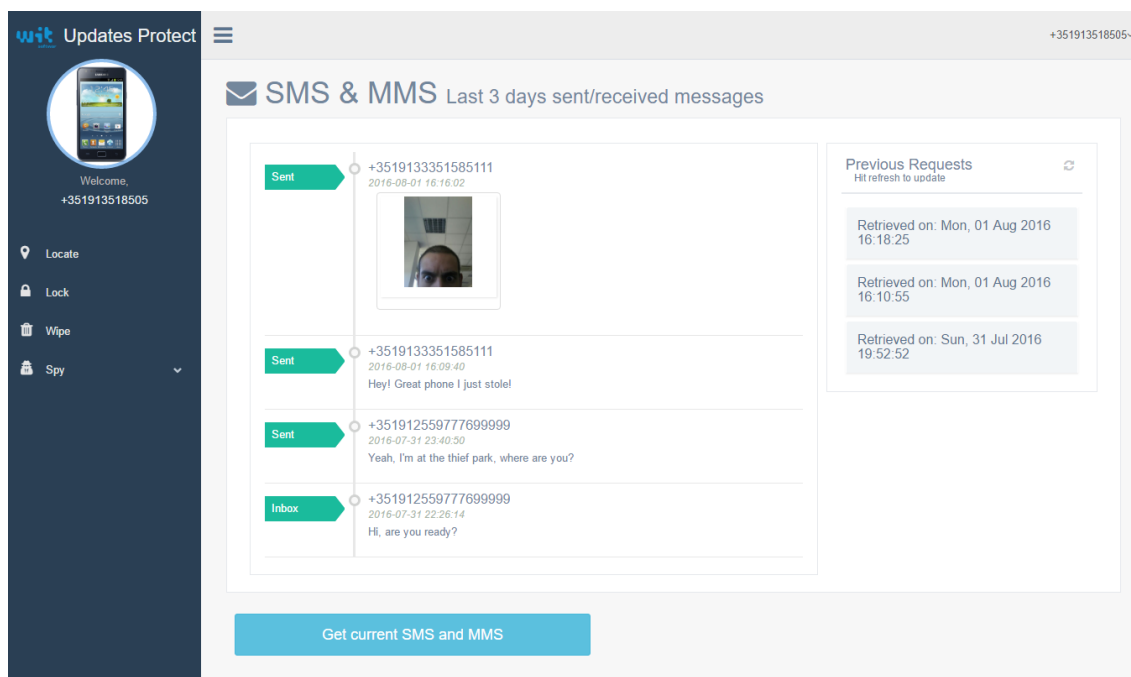 wit Updates Protect
+351913518505
Welcome,
+351913518505
Locate
Lock
Wipe
Spy
SMS & MMS Last 3 days sent/received messages
Sent
+3519133351585111
2016-08-01 16:16:02
Sent
+3519133351585111
2016-08-01 16:09:40
Hey! Great phone I just stole!
Sent
+351912559777699999
2016-07-31 23:40:50
Yeah, I'm at the thief park, where are you?
Inbox
+351912559777699999
2016-07-31 22:26:14
Hi, are you ready?
Previous Requests
Hit refresh to update
Retrieved on: Mon, 01 Aug 2016
16:18:25
Retrieved on: Mon, 01 Aug 2016
16:10:55
Retrieved on: Sun, 31 Jul 2016
19:52:52
Get current SMS and MMS